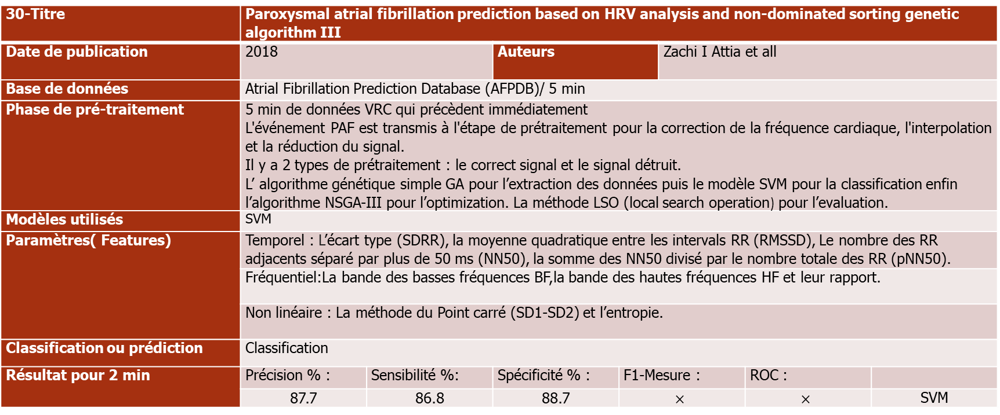 30-Titre
Paroxysmal atrial fibrillation prediction based on HRV analysis and non-dominated sorting genetic
algorithm III
Date de publication
2018
Auteurs
Zachi I Attia et all
Base de données
Atrial Fibrillation Prediction Database (AFPDB)/ 5 min
Phase de pré-traitement
5 min de données VRC qui précèdent immédiatement
L'événement PAF est transmis à l'étape de prétraitement pour la correction de la fréquence cardiaque, l'interpolation
et la réduction du signal.
Il y a 2 types de prétraitement : le correct signal et le signal détruit.
L’ algorithme génétique simple GA pour l’extraction des données puis le modèle SVM pour la classification enfin
l’algorithme NSGA-III pour l’optimization. La méthode LSO (local search operation) pour l’evaluation.
Modèles utilisés
SVM
Paramètres( Features)
Temporel : L’écart type (SDRR), la moyenne quadratique entre les intervals RR (RMSSD), Le nombre des RR
adjacents séparé par plus de 50 ms (NN50), la somme des NN50 divisé par le nombre totale des RR (pNN50).
Fréquentiel:La bande des basses fréquences BF,la bande des hautes fréquences HF et leur rapport.
Non linéaire : La méthode du Point carré (SD1-SD2) et l’entropie.
Classification ou prédiction
Classification
Résultat pour 2 min
Précision % :
Sensibilité %:
Spécificité % :
F1-Mesure :
ROC :
87.7
86.8
88.7
×
×
SVM